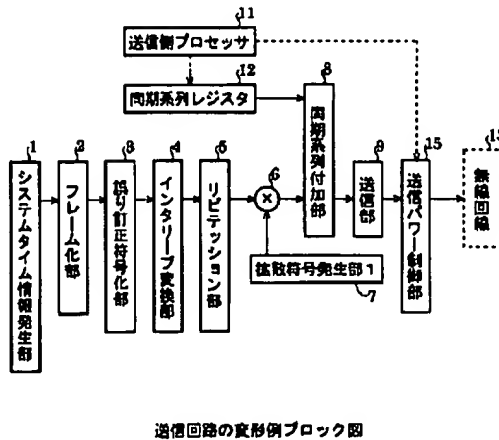 11
送信側プロセッサ
12
同期系列レジスタ
8
同期系列付加部
1
システムタイム情報発生部
2
フレーム化部
3
誤り訂正符号化部
4
インタリーブ変換部
5
リピテッション部
6
×
拡散符号発生部1
7
9
送信部
15
送信パワー制御部
無線回線
送信回路の変形例ブロック図